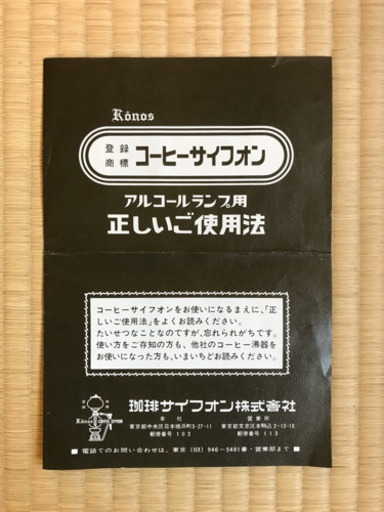 Kónos
登録商標 コーヒーサイフオン
アルコールランプ用
正しいご使用法
コーヒーサイフオンをお使いになるまえに、「正
しいご使用法」をよくお読みください。
たいせつなことなのですが、忘れられがちです。
使い方をご存知の方も、他社のコーヒー沸器を
お使いになった方も、いまいちどお読みください。
珈琲サイフオン株式会社
本社
東京都中央区日本橋浜町3-27-11
郵便番号 103
営業所
東京都文京区本駒込2-13-18
郵便番号 113
■ 電話でのお問い合わせは、東京 (03) 946-5481番・営業部まで ■